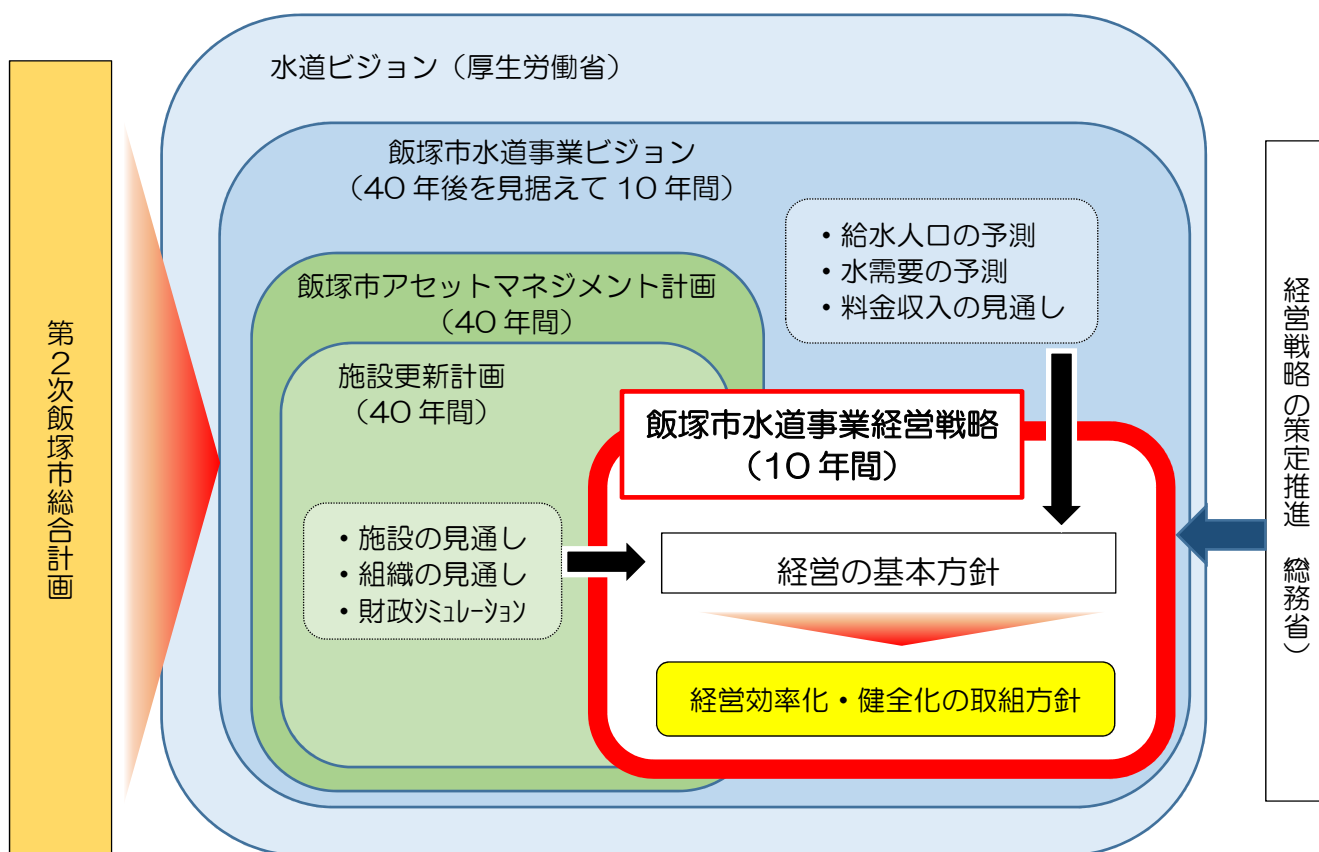 水道ビジョン（厚生労働省）
飯塚市水道事業ビジョン
（40年後を見据えて10年間）
・給水人口の予測
・水需要の予測
・料金収入の見通し
飯塚市アセットマネジメント計画
（40年間）
施設更新計画
（40年間）
第２次飯塚市総合計画
飯塚市水道事業経営戦略
（10年間）
・施設の見通し
・組織の見通し
・財政ｼﾐｭﾚｰｼｮﾝ
経営の基本方針
経営効率化・健全化の取組方針
経営戦略の策定推進　総務省）